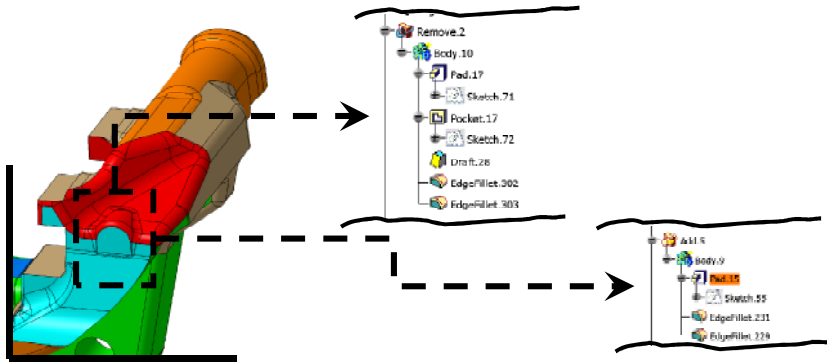 Remove.2
Body.10
Pad.17
Sketch.71
Pocket.17
Sketch.72
Draft.28
EdgeFillet.302
EdgeFillet.303
Add.5
Body.9
Pad.15
Sketch.55
EdgeFillet.231
EdgeFillet.229